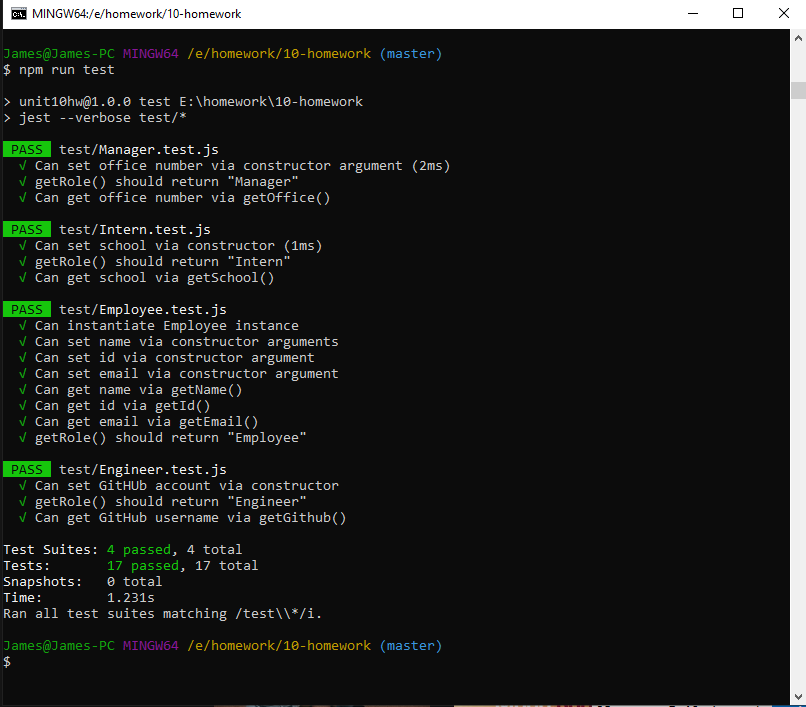 MINGW64:/e/homework/10-homework
James@James-PC MINGW64 /e/homework/10-homework (master)
$ npm run test
> unit10hw@1.0.0 test E:\homework\10-homework
> jest --verbose test/*
PASS test/Manager.test.js
√ Can set office number via constructor argument (2ms)
√ getRole() should return "Manager"
√ Can get office number via getOffice()
PASS test/Intern.test.js
√ Can set school via constructor (1ms)
√ getRole() should return "Intern"
√ Can get school via getSchool()
PASS test/Employee.test.js
√ Can instantiate Employee instance
√ Can set name via constructor arguments
√ Can set id via constructor argument
√ Can set email via constructor argument
√ Can get name via getName()
√ Can get id via getId()
√ Can get email via getEmail()
√ getRole() should return "Employee"
PASS test/Engineer.test.js
√ Can set GitHUb account via constructor
√ getRole() should return "Engineer"
√ Can get GitHub username via getGithub()
Test Suites: 4 passed, 4 total
Tests: 17 passed, 17 total
Snapshots: 0 total
Time: 1.231s
Ran all test suites matching /test\\*/i.
James@James-PC MINGW64 /e/homework/10-homework (master)
$